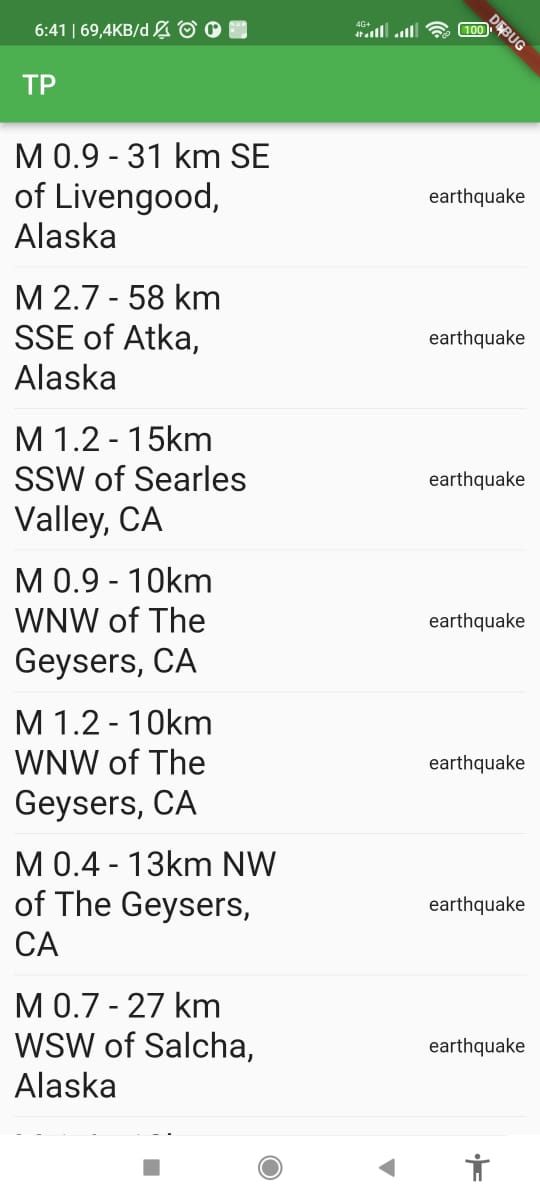 6:41 | 69,4KB/d
4G+
100
DEBUG
TP
M 0.9 - 31 km SE
of Livengood,
Alaska
earthquake
M 2.7 - 58 km
SSE of Atka,
Alaska
earthquake
M 1.2 - 15km
SSW of Searles
Valley, CA
earthquake
M 0.9 - 10km
WNW of The
Geysers, CA
earthquake
M 1.2 - 10km
WNW of The
Geysers, CA
earthquake
M 0.4 - 13km NW
of The Geysers,
CA
earthquake
M 0.7 - 27 km
WSW of Salcha,
Alaska
earthquake